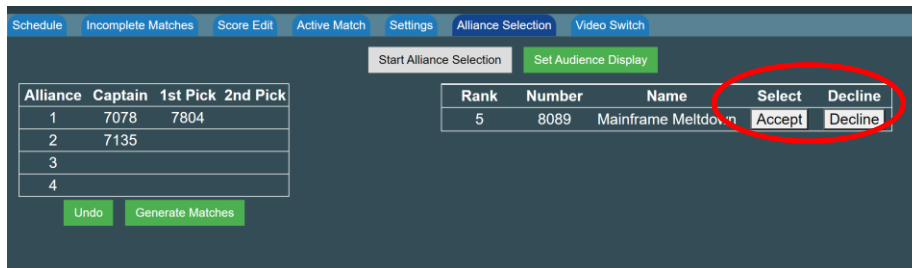 Schedule Incomplete Matches Score Edit Active Match Settings Alliance Selection Video Switch
Start Alliance Selection Set Audience Display
Alliance Captain 1st Pick 2nd Pick
1 7078 7804
2 7135
3
4
Undo Generate Matches
Rank Number Name Select Decline
5 8089 Mainframe Meltdown Accept Decline